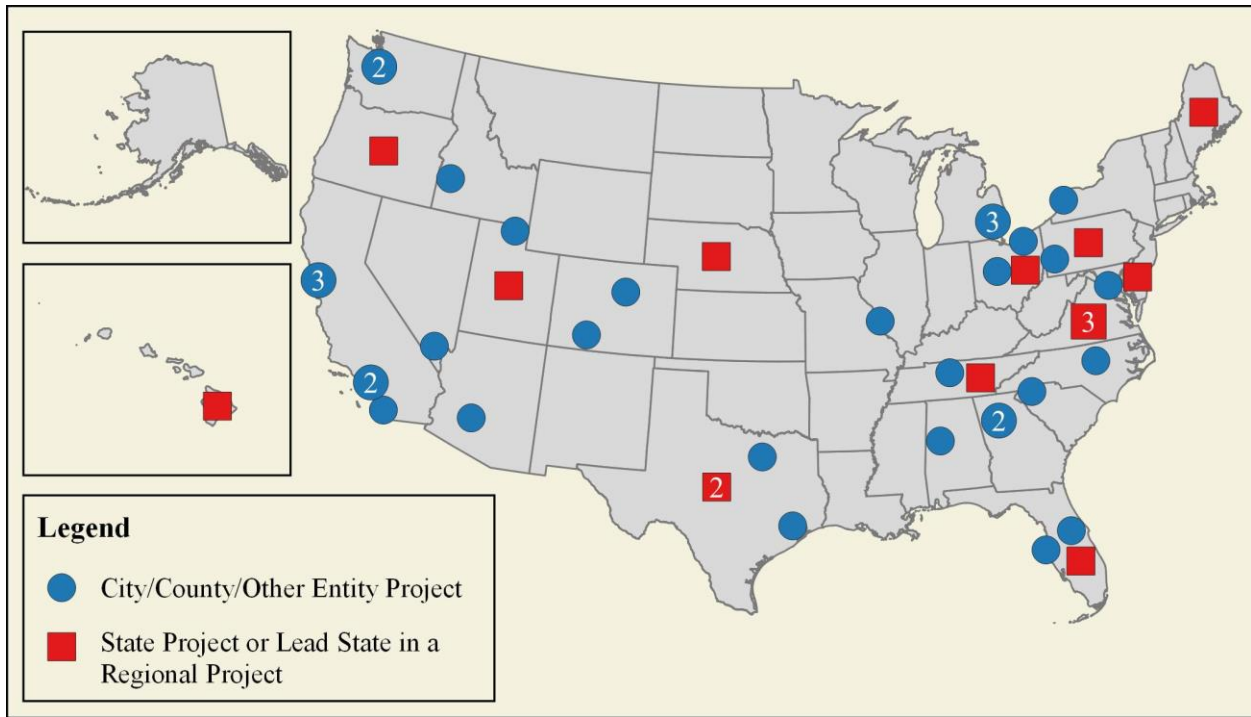 2
3
3
3
2
2
2
Legend
City/County/Other Entity Project
State Project or Lead State in a
Regional Project